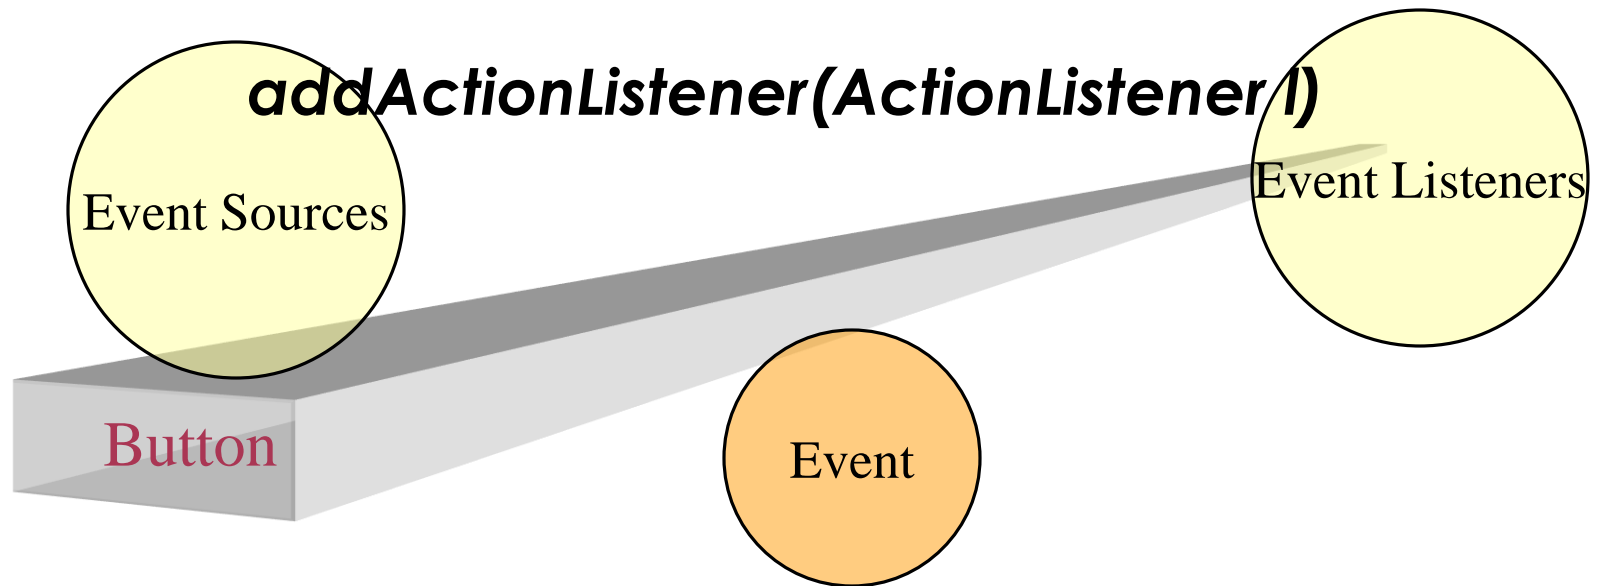 addActionListener(ActionListener l)
Event Sources
Event Listeners
Button
Event